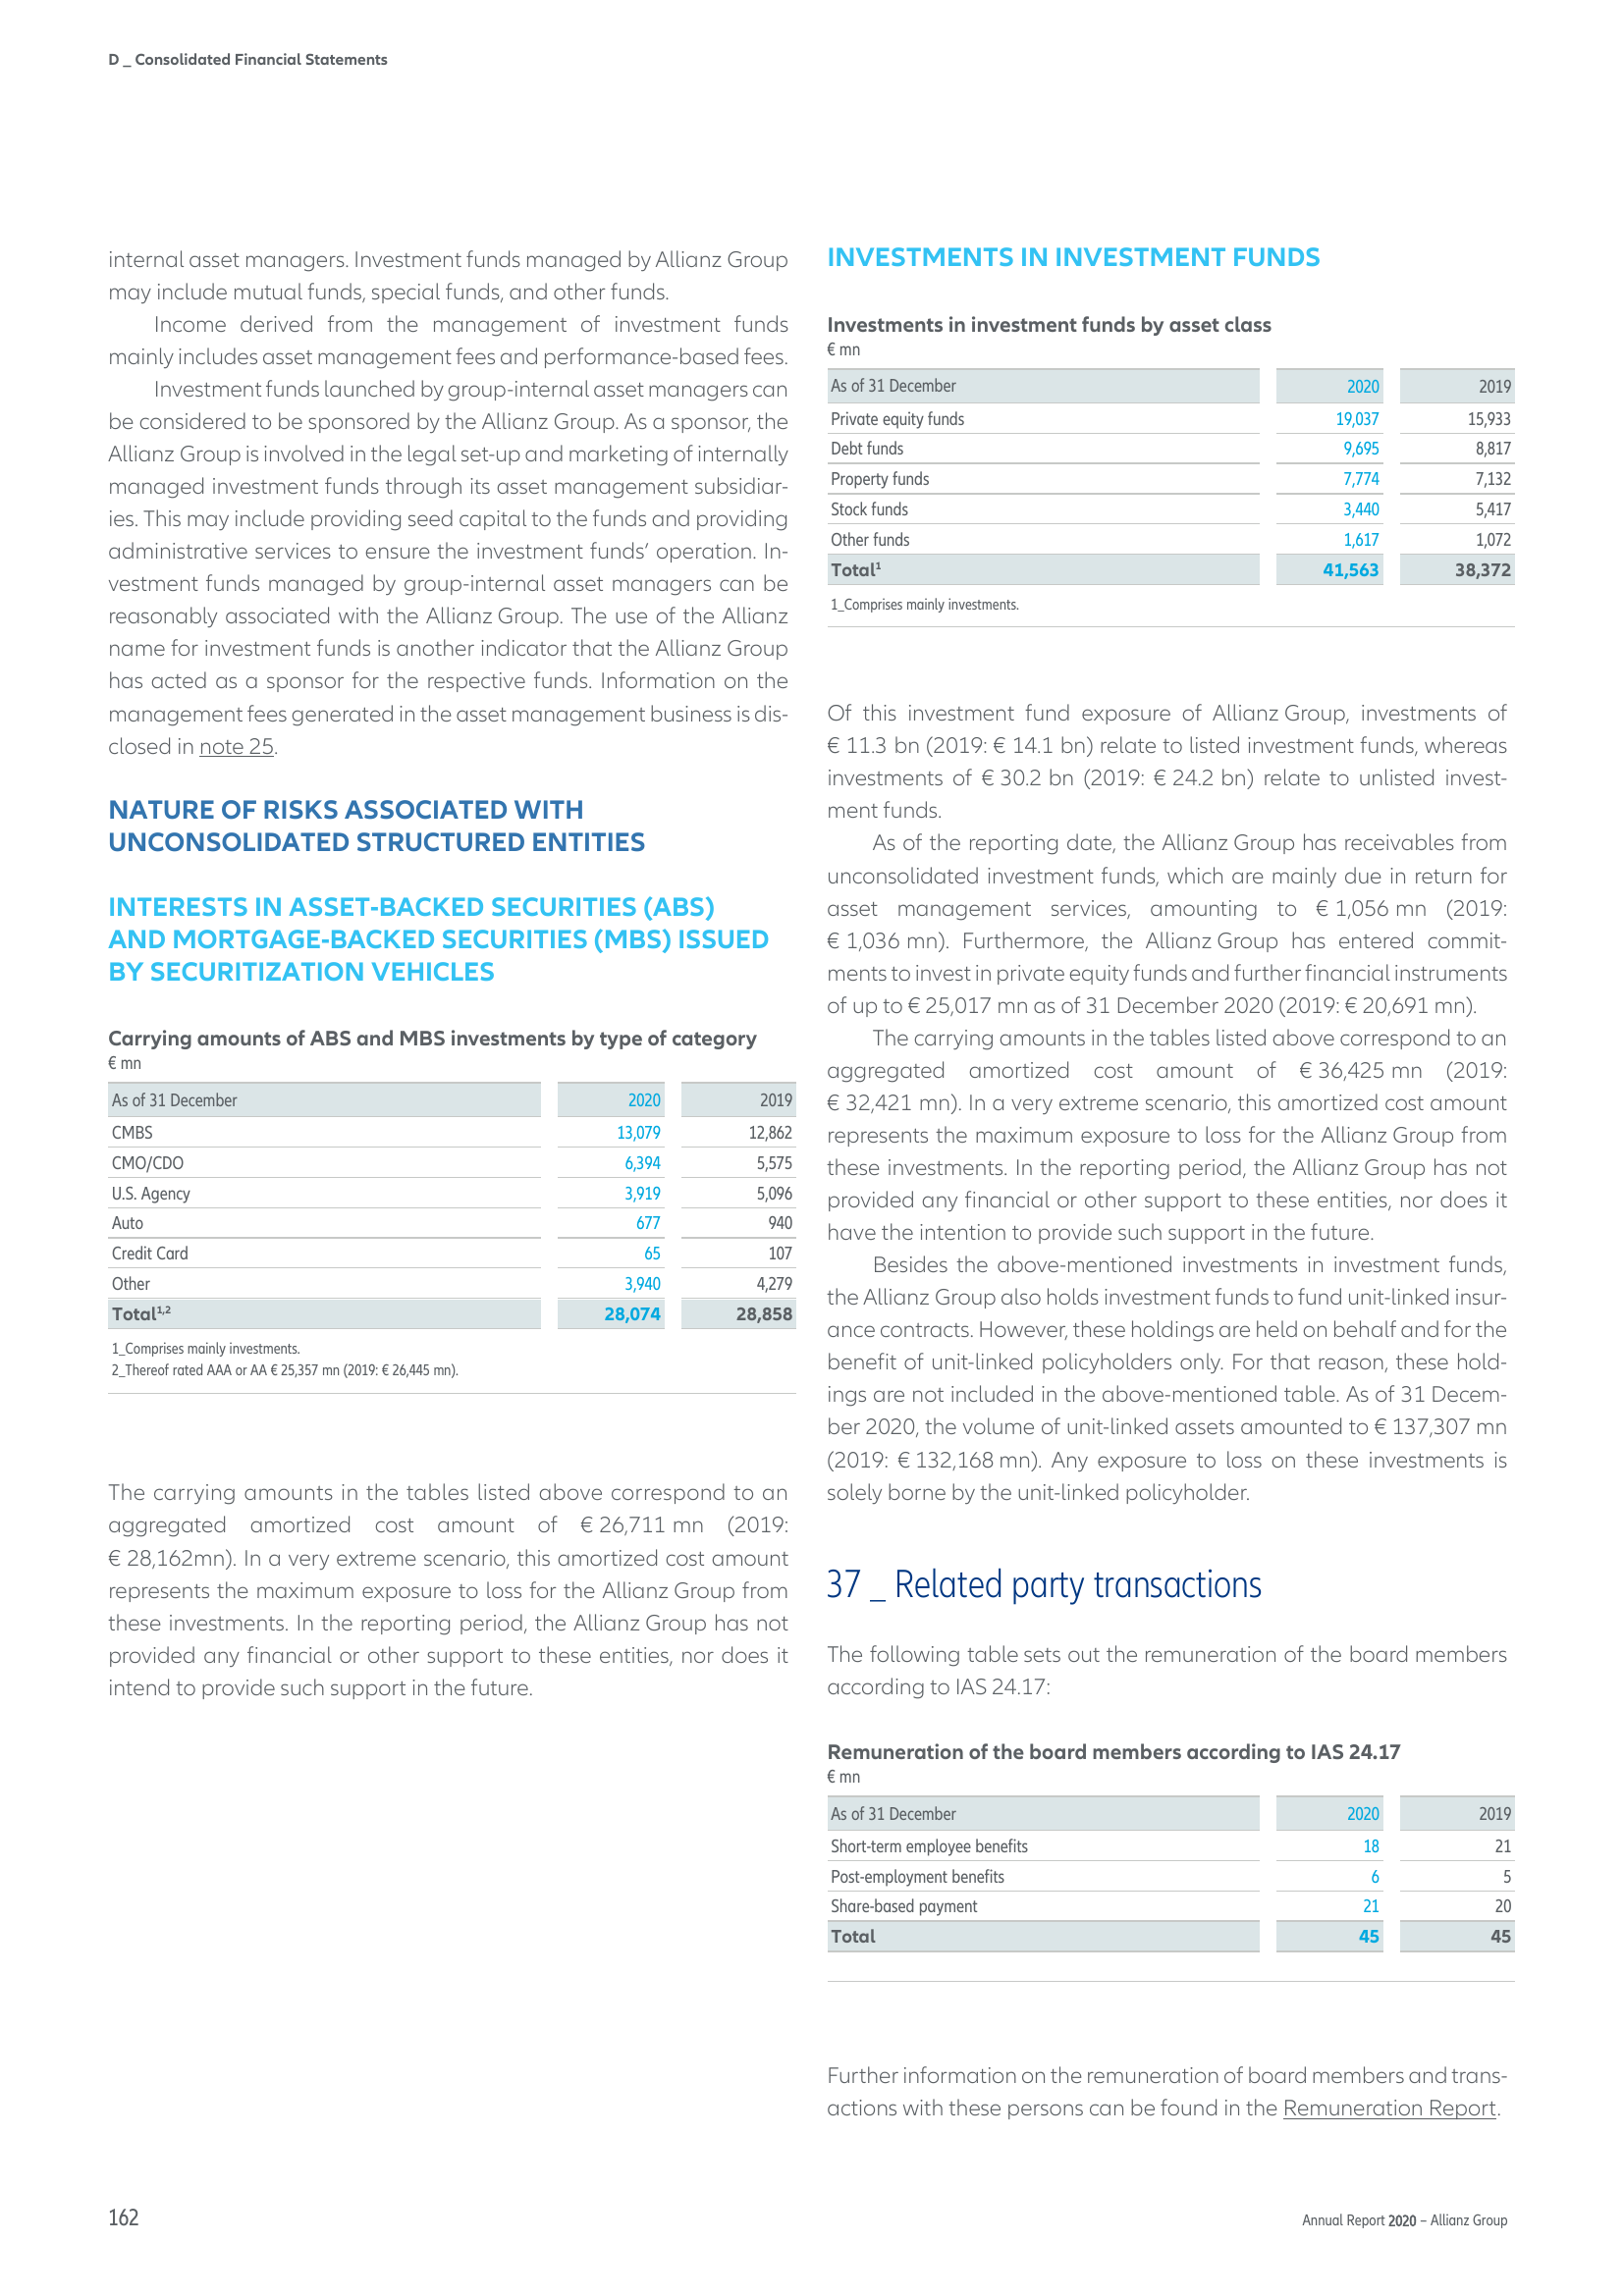 D _ Consolidated Financial Statements
internal asset managers. Investment funds managed by Allianz Group
may include mutual funds, special funds, and other funds.
Income derived from the management of investment funds
mainly includes asset management fees and performance-based fees.
Investment funds launched by group-internal asset managers can
be considered to be sponsored by the Allianz Group. As a sponsor, the
Allianz Group is involved in the legal set-up and marketing of internally
managed investment funds through its asset management subsidiar-
ies. This may include providing seed capital to the funds and providing
administrative services to ensure the investment funds’ operation. In-
vestment funds managed by group-internal asset managers can be
reasonably associated with the Allianz Group. The use of the Allianz
name for investment funds is another indicator that the Allianz Group
has acted as a sponsor for the respective funds. Information on the
management fees generated in the asset management business is dis-
closed in note 25.
NATURE OF RISKS ASSOCIATED WITH
UNCONSOLIDATED STRUCTURED ENTITIES
INTERESTS IN ASSET-BACKED SECURITIES (ABS)
AND MORTGAGE-BACKED SECURITIES (MBS) ISSUED
BY SECURITIZATION VEHICLES
Carrying amounts of ABS and MBS investments by type of category
€ mn
As of 31 December 2020 2019
CMBS 13,079 12,862
CMO/CDO 6,394 5,575
U.S. Agency 3,919 5,096
Auto 677 940
Credit Card 65 107
Other 3,940 4,279
Total1,2 28,074 28,858
1_Comprises mainly investments.
2_Thereof rated AAA or AA € 25,357 mn (2019: € 26,445 mn).
The carrying amounts in the tables listed above correspond to an
aggregated amortized cost amount of € 26,711 mn (2019:
€ 28,162mn). In a very extreme scenario, this amortized cost amount
represents the maximum exposure to loss for the Allianz Group from
these investments. In the reporting period, the Allianz Group has not
provided any financial or other support to these entities, nor does it
intend to provide such support in the future.
INVESTMENTS IN INVESTMENT FUNDS
Investments in investment funds by asset class
€ mn
As of 31 December 2020 2019
Private equity funds 19,037 15,933
Debt funds 9,695 8,817
Property funds 7,774 7,132
Stock funds 3,440 5,417
Other funds 1,617 1,072
Total1 41,563 38,372
1_Comprises mainly investments.
Of this investment fund exposure of Allianz Group, investments of
€ 11.3 bn (2019: € 14.1 bn) relate to listed investment funds, whereas
investments of € 30.2 bn (2019: € 24.2 bn) relate to unlisted invest-
ment funds.
As of the reporting date, the Allianz Group has receivables from
unconsolidated investment funds, which are mainly due in return for
asset management services, amounting to € 1,056 mn (2019:
€ 1,036 mn). Furthermore, the Allianz Group has entered commit-
ments to invest in private equity funds and further financial instruments
of up to € 25,017 mn as of 31 December 2020 (2019: € 20,691 mn).
The carrying amounts in the tables listed above correspond to an
aggregated amortized cost amount of € 36,425 mn (2019:
€ 32,421 mn). In a very extreme scenario, this amortized cost amount
represents the maximum exposure to loss for the Allianz Group from
these investments. In the reporting period, the Allianz Group has not
provided any financial or other support to these entities, nor does it
have the intention to provide such support in the future.
Besides the above-mentioned investments in investment funds,
the Allianz Group also holds investment funds to fund unit-linked insur-
ance contracts. However, these holdings are held on behalf and for the
benefit of unit-linked policyholders only. For that reason, these hold-
ings are not included in the above-mentioned table. As of 31 Decem-
ber 2020, the volume of unit-linked assets amounted to € 137,307 mn
(2019: € 132,168 mn). Any exposure to loss on these investments is
solely borne by the unit-linked policyholder.
37 _ Related party transactions
The following table sets out the remuneration of the board members
according to IAS 24.17:
Remuneration of the board members according to IAS 24.17
€ mn
As of 31 December 2020 2019
Short-term employee benefits 18 21
Post-employment benefits 6 5
Share-based payment 21 20
Total 45 45
Further information on the remuneration of board members and trans-
actions with these persons can be found in the Remuneration Report.
162
Annual Report 2020 – Allianz Group